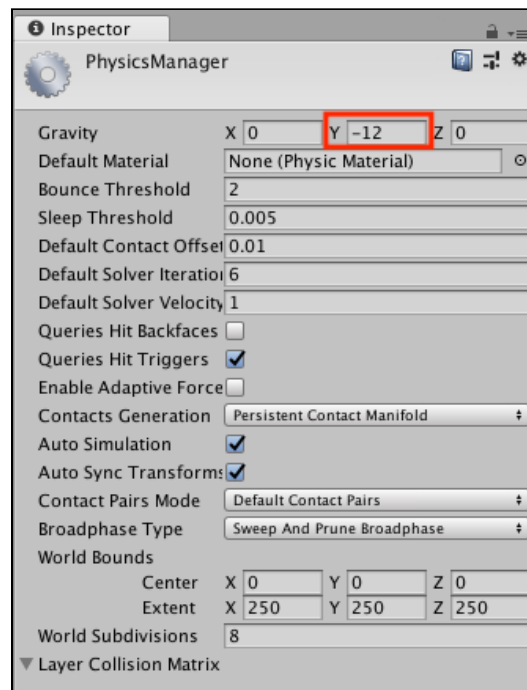 Inspector
PhysicsManager
Gravity X 0 Y -12 Z 0
Default Material None (Physic Material)
Bounce Threshold 2
Sleep Threshold 0.005
Default Contact Offset 0.01
Default Solver Iteration 6
Default Solver Velocity 1
Queries Hit Backfaces
Queries Hit Triggers
Enable Adaptive Force
Contacts Generation Persistent Contact Manifold
Auto Simulation
Auto Sync Transforms
Contact Pairs Mode Default Contact Pairs
Broadphase Type Sweep And Prune Broadphase
World Bounds
Center X 0 Y 0 Z 0
Extent X 250 Y 250 Z 250
World Subdivisions 8
Layer Collision Matrix